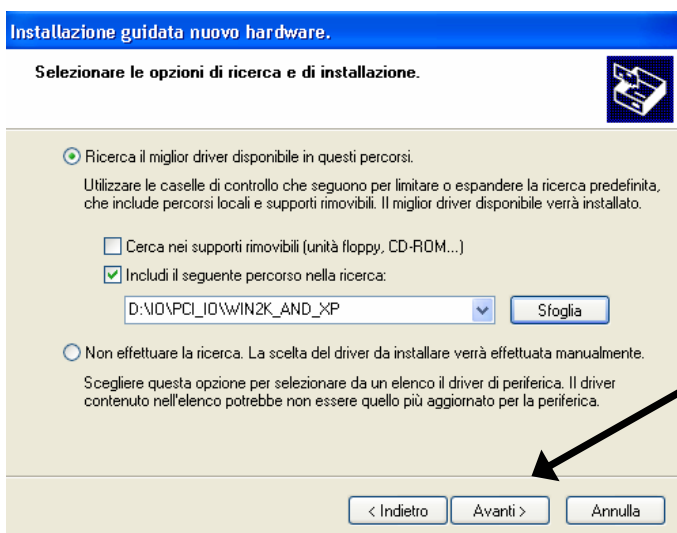 Installazione guidata nuovo hardware.
Selezionare le opzioni di ricerca e di installazione.
Ricerca il miglior driver disponibile in questi percorsi.
Utilizzare le caselle di controllo che seguono per limitare o espandere la ricerca predefinita,
che include percorsi locali e supporti rimovibili. Il miglior driver disponibile verrà installato.
Cerca nei supporti rimovibili (unità floppy, CD-ROM...)
Includi il seguente percorso nella ricerca:
D:\IO\PCI_IO\WIN2K_AND_XP
Sfoglia
Non effettuare la ricerca. La scelta del driver da installare verrà effettuata manualmente.
Scegliere questa opzione per selezionare da un elenco il driver di periferica. Il driver
contenuto nell'elenco potrebbe non essere quello più aggiornato per la periferica.
< Indietro Avanti > Annulla